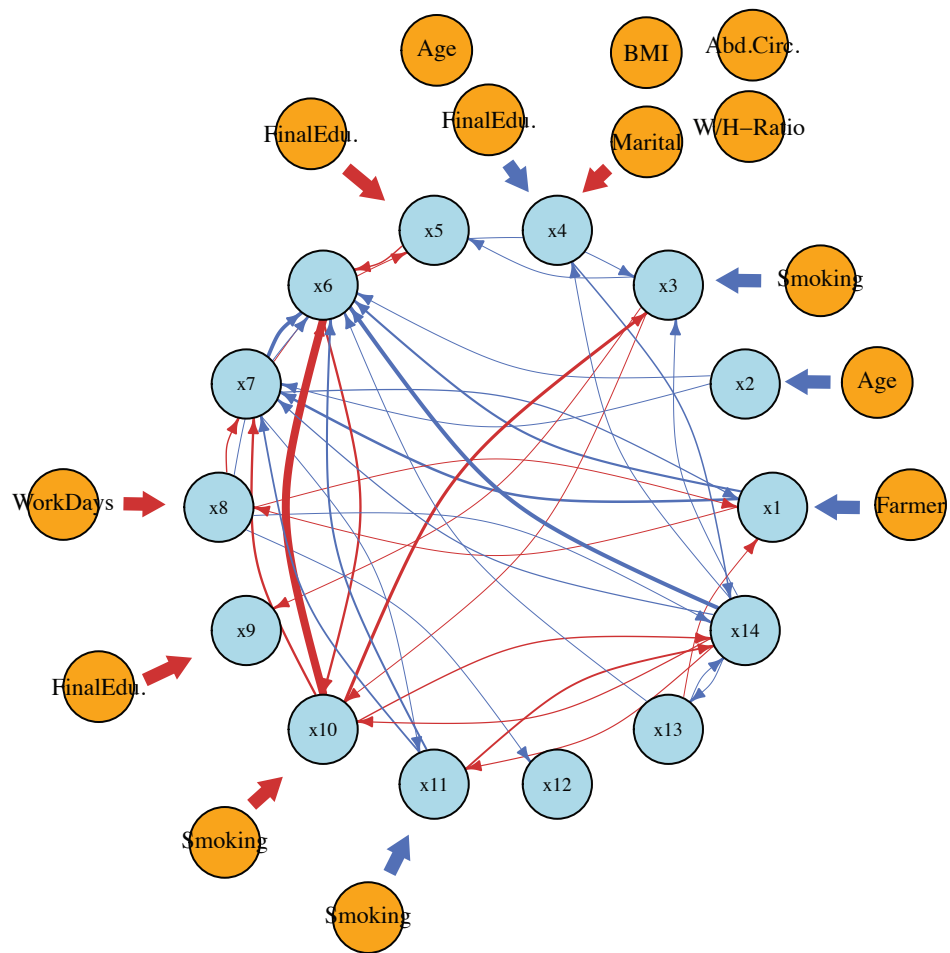 Age
BMI
Abd.Circ.
FinalEdu.
FinalEdu.
Marital
W/H−Ratio
x5
x4
x6
x3
Smoking
x7
x2
Age
WorkDays
x8
x1
Farmer
x9
x14
FinalEdu.
x10
x13
x11
x12
Smoking
Smoking